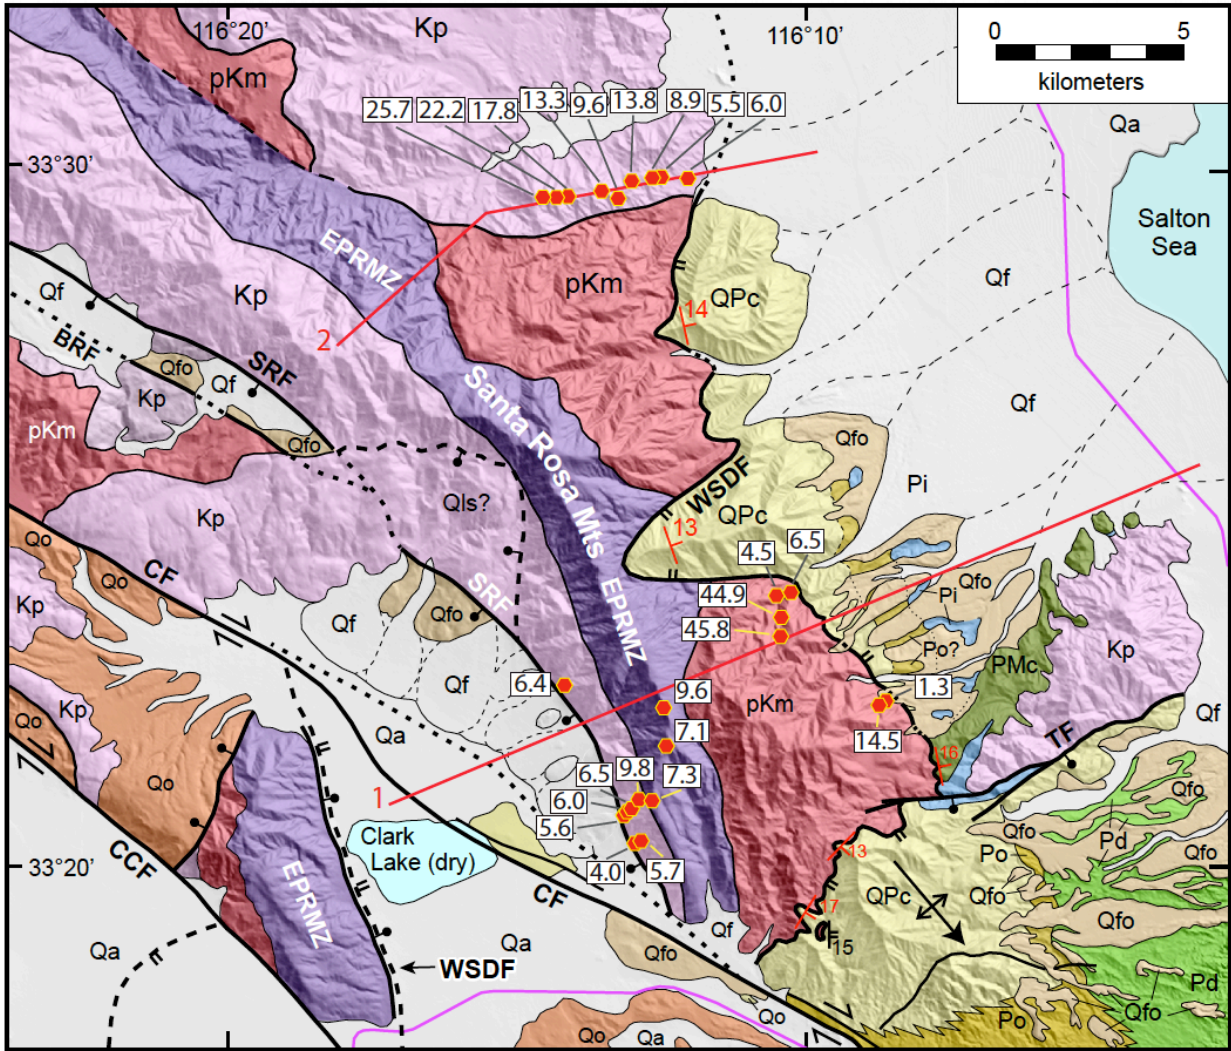 116°20’
116°10’
0 5
kilometers
Kp
pKm
Qa
13.3
13.8
8.9
5.5
6.0
25.7
22.2
17.8
9.6
33°30’
Salton
Sea
EPRMZ
pKm
Qf
Kp
Qf
QPc
14
2
BRF
SRF
Qfo
Qf
Kp
Santa Rosa Mts
Qf
pKm
Qfo
Qfo
WSDF
Pi
Qls?
QPc
Kp
13
Qo
CF
Qo
4.5
6.5
Kp
SRF
Qfo
44.9
Qfo
Pi
Qf
EPRMZ
45.8
Po?
PMc
Kp
Qf
6.4
9.6
pKm
1.3
Kp
Qo
7.1
14.5
Qf
Qa
TF
16
Qo
6.5
9.8
7.3
1
6.0
5.6
Clark
Lake (dry)
Qfo
Pd
Qfo
CCF
33°20’
4.0
5.7
13
Po
EPRMZ
CF
QPc
Qfo
17
Qfo
Qf
15
Qa
Qa
Qfo
WSDF
Pd
Qo
Po
Qfo
Qo
Qa